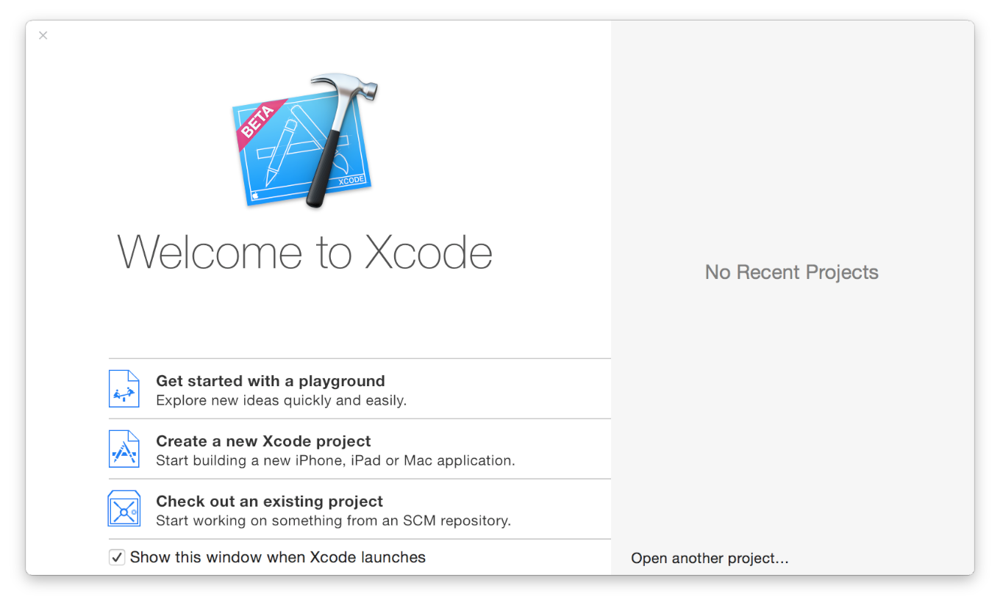 BETA
XCODE
Welcome to Xcode
No Recent Projects
Get started with a playground
Explore new ideas quickly and easily.
Create a new Xcode project
Start building a new iPhone, iPad or Mac application.
Check out an existing project
Start working on something from an SCM repository.
Show this window when Xcode launches
Open another project...